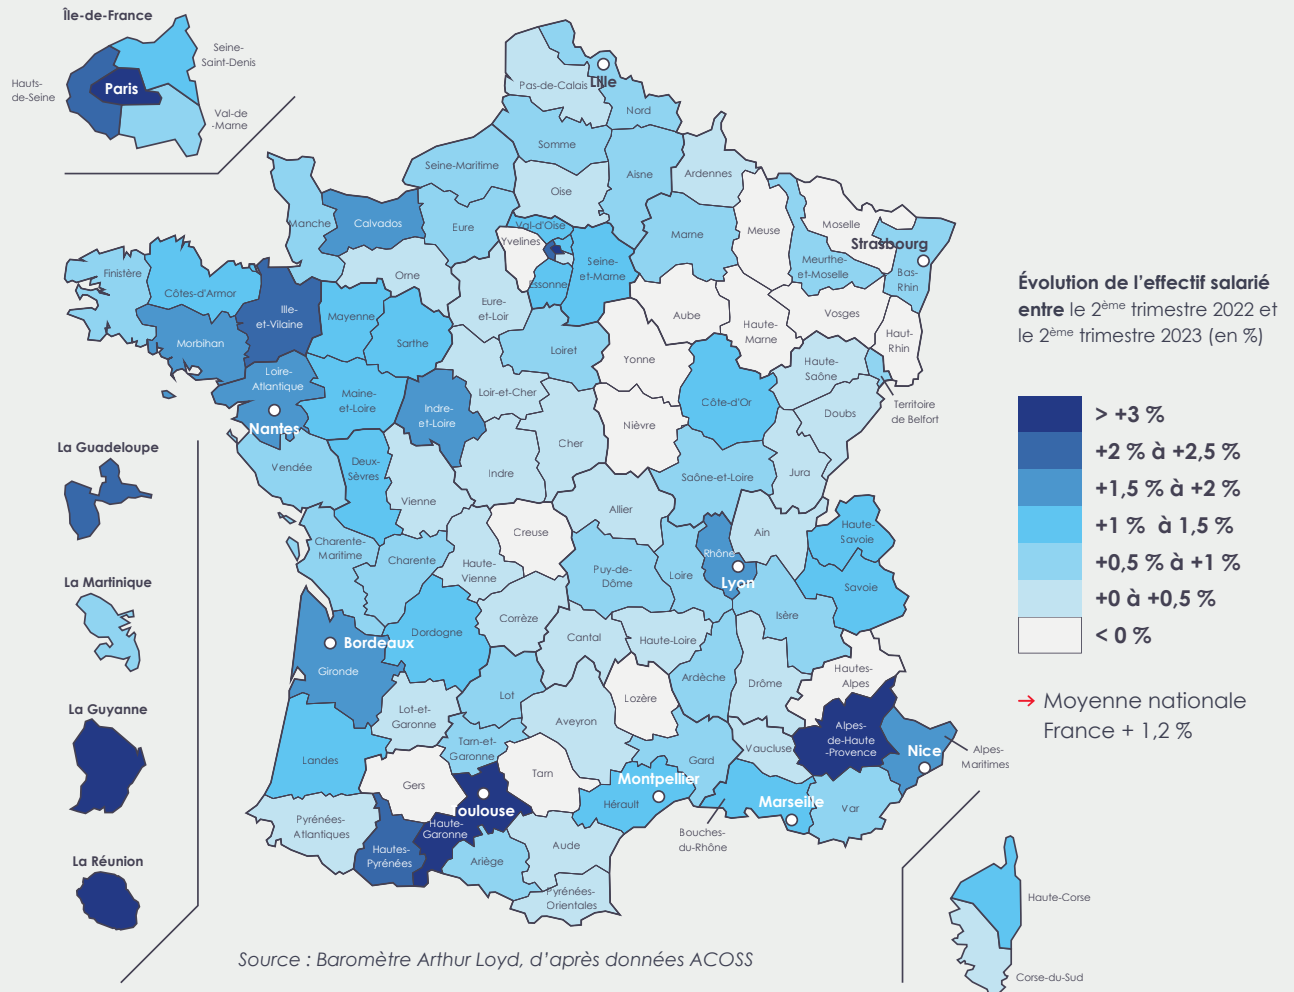 Île-de-France
Seine-
Saint-Denis
Hauts-
de-Seine
Paris
Val-de
-Marne
Lille
Pas-de-Calais
Nord
Somme
Seine-Maritime
Aisne
Ardennes
Oise
Manche
Calvados
Eure
Val-d'Oise
Yvelines
Marne
Meuse
Moselle
Strasbourg
Meurthe-
et-Moselle
Bas-
Rhin
Seine-
et-Marne
Essonne
Finistère
Côtes-d'Armor
Orne
Ille-
et-Vilaine
Mayenne
Eure-
et-Loir
Aube
Haute-
Marne
Vosges
Haut-
Rhin
Morbihan
Sarthe
Loiret
Yonne
Haute-
Saône
Territoire
de Belfort
Loire-
Atlantique
Nantes
Maine-
et-Loire
Indre-
et-Loire
Loir-et-Cher
Cher
Nièvre
Côte-d'Or
Doubs
Vendée
Deux-
Sèvres
Vienne
Indre
Saône-et-Loire
Jura
Allier
Creuse
Ain
Haute-
Savoie
Charente-
Maritime
Charente
Haute-
Vienne
Puy-de-
Dôme
Loire
Rhône
Lyon
Savoie
Isère
Corrèze
Dordogne
Cantal
Haute-Loire
Bordeaux
Gironde
Ardèche
Drôme
Hautes-
Alpes
Lot
Lozère
Lot-et-
Garonne
Aveyron
Tarn-et-
Garonne
Landes
Gard
Vaucluse
Alpes-
de-Haute
-Provence
Nice
Alpes-
Maritimes
Gers
Tarn
Montpellier
Hérault
Toulouse
Marseille
Var
Bouches-
du-Rhône
Pyrénées-
Atlantiques
Hautes-
Pyrénées
Haute-
Garonne
Ariège
Aude
Pyrénées-
Orientales
Haute-Corse
Corse-du-Sud
La Guadeloupe
La Martinique
La Guyanne
La Réunion
Évolution de l'effectif salarié
entre le 2ème trimestre 2022 et
le 2ème trimestre 2023 (en %)
> +3 %
+2 % à +2,5 %
+1,5 % à +2 %
+1 % à 1,5 %
+0,5 % à +1 %
+0 à +0,5 %
< 0 %
→ Moyenne nationale
France + 1,2 %
Source : Baromètre Arthur Loyd, d'après données ACOSS